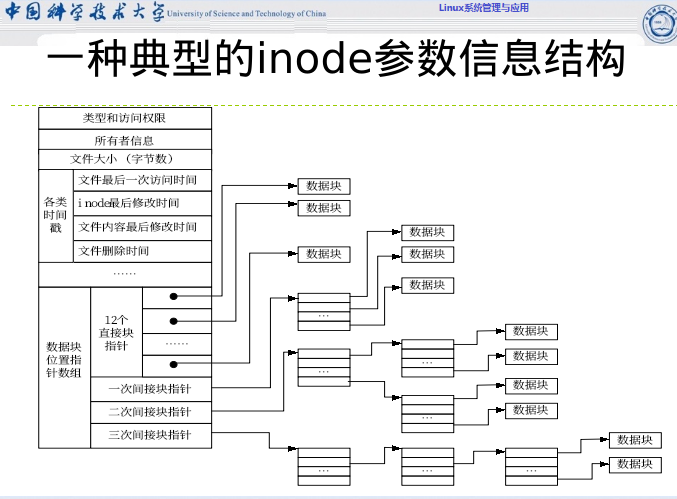 中国科学技术大学 University of Science and Technology of China
Linux系统管理与应用
一种典型的inode参数信息结构
类型和访问权限
所有者信息
文件大小 （字节数）
各类
时间
戳
文件最后一次访问时间
inode最后修改时间
文件内容最后修改时间
文件删除时间
……
数据块
位置指
针数组
12个
直接块
指针
……
一次间接块指针
二次间接块指针
三次间接块指针
数据块
数据块
数据块
数据块
数据块
数据块
…
数据块
数据块
…
…
数据块
数据块
…
数据块
数据块
…
…
…